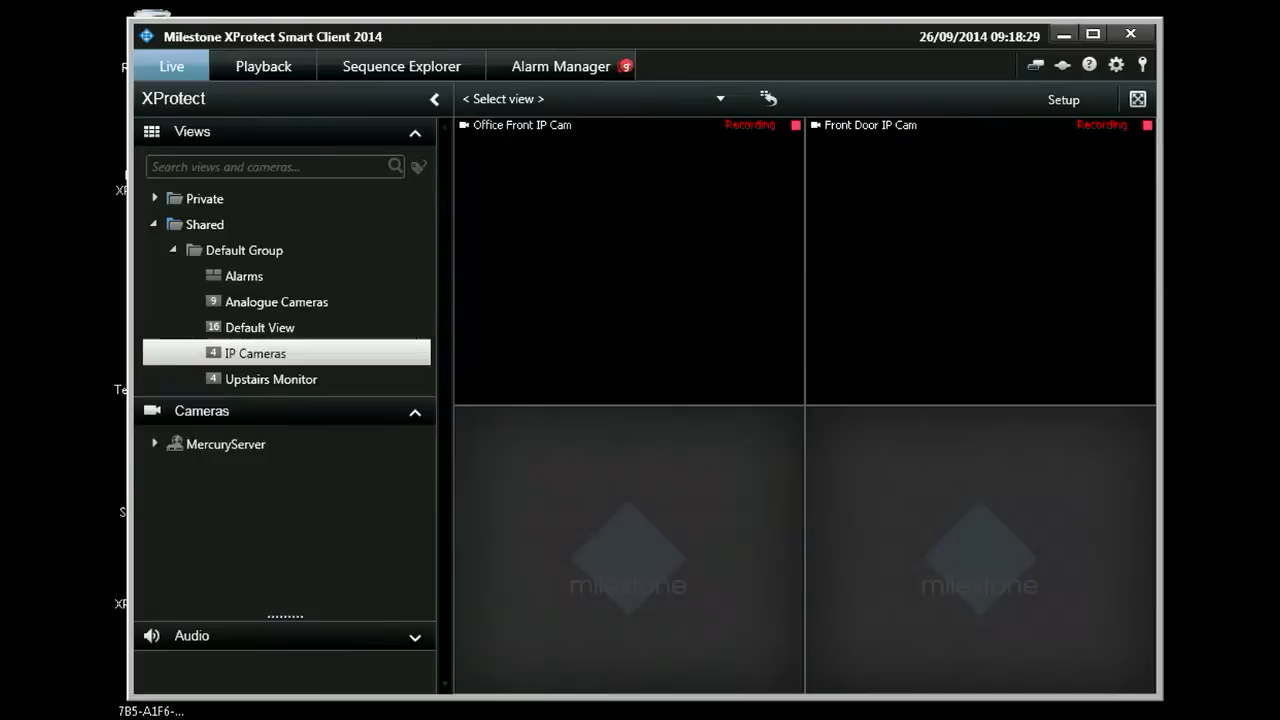 Milestone XProtect Smart Client 2014
26/09/2014 09:18:29
Live
Playback
Sequence Explorer
Alarm Manager
9
XProtect
< Select view >
Setup
Views
Office Front IP Cam
Recording
Front Door IP Cam
Recording
Search views and cameras...
Private
Shared
Default Group
Alarms
9 Analogue Cameras
16 Default View
4 IP Cameras
4 Upstairs Monitor
Cameras
MercuryServer
milestone
milestone
Audio
7B5-A1F6-...